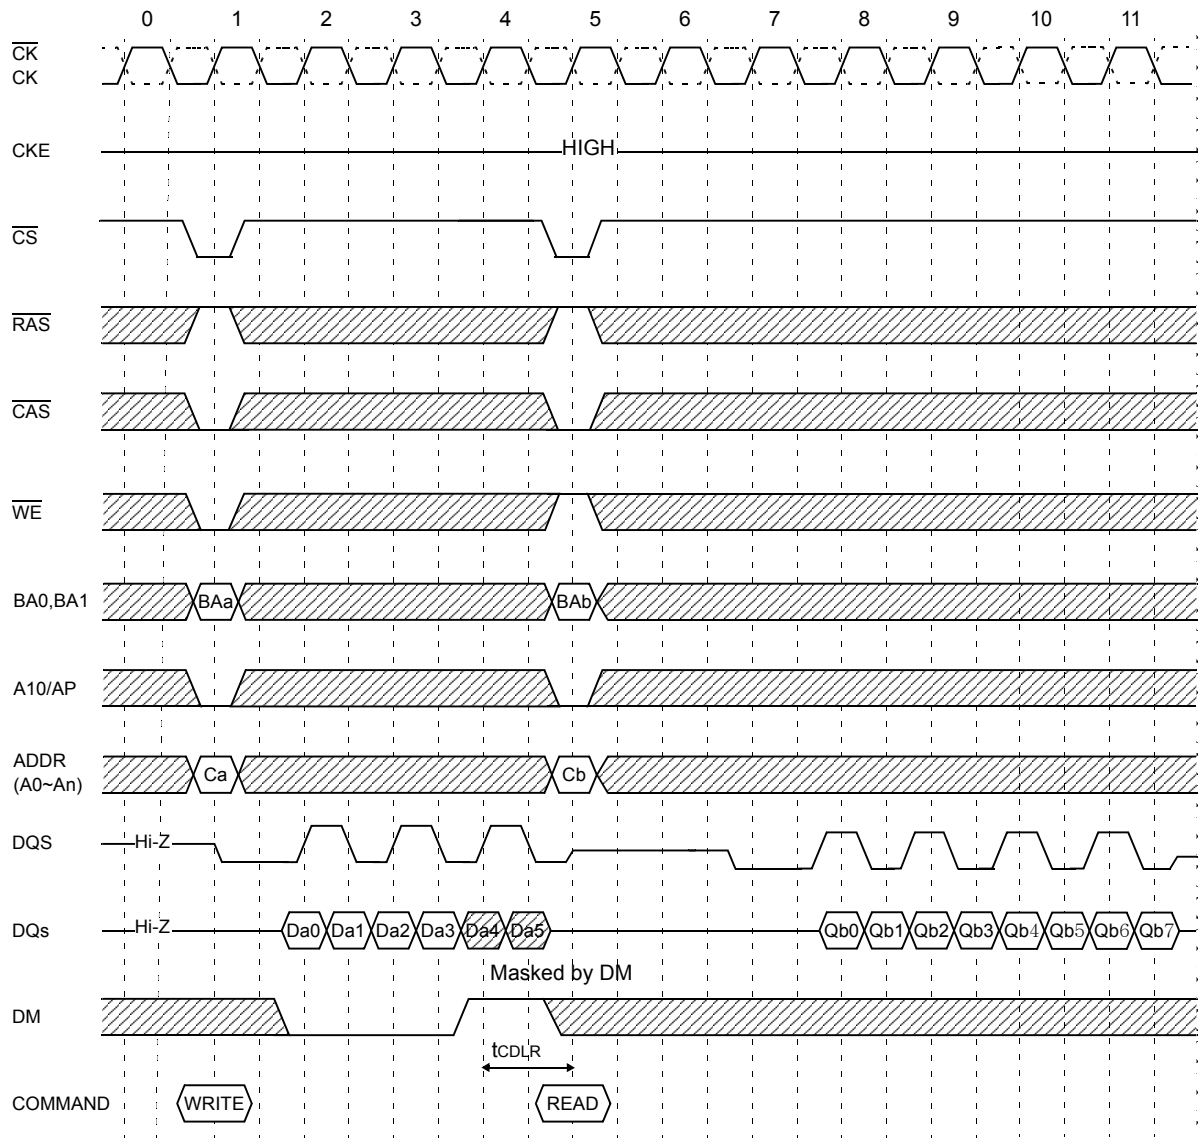 0 1 2 3 4 5 6 7 8 9 10 11
CK
CK
CKE HIGH
CS
RAS
CAS
WE
BA0,BA1 BAa BAb
A10/AP
ADDR
(A0~An) Ca Cb
DQS Hi-Z
DQs Hi-Z Da0 Da1 Da2 Da3 Da4 Da5 Qb0 Qb1 Qb2 Qb3 Qb4 Qb5 Qb6 Qb7
Masked by DM
DM
tCDLR
COMMAND WRITE READ